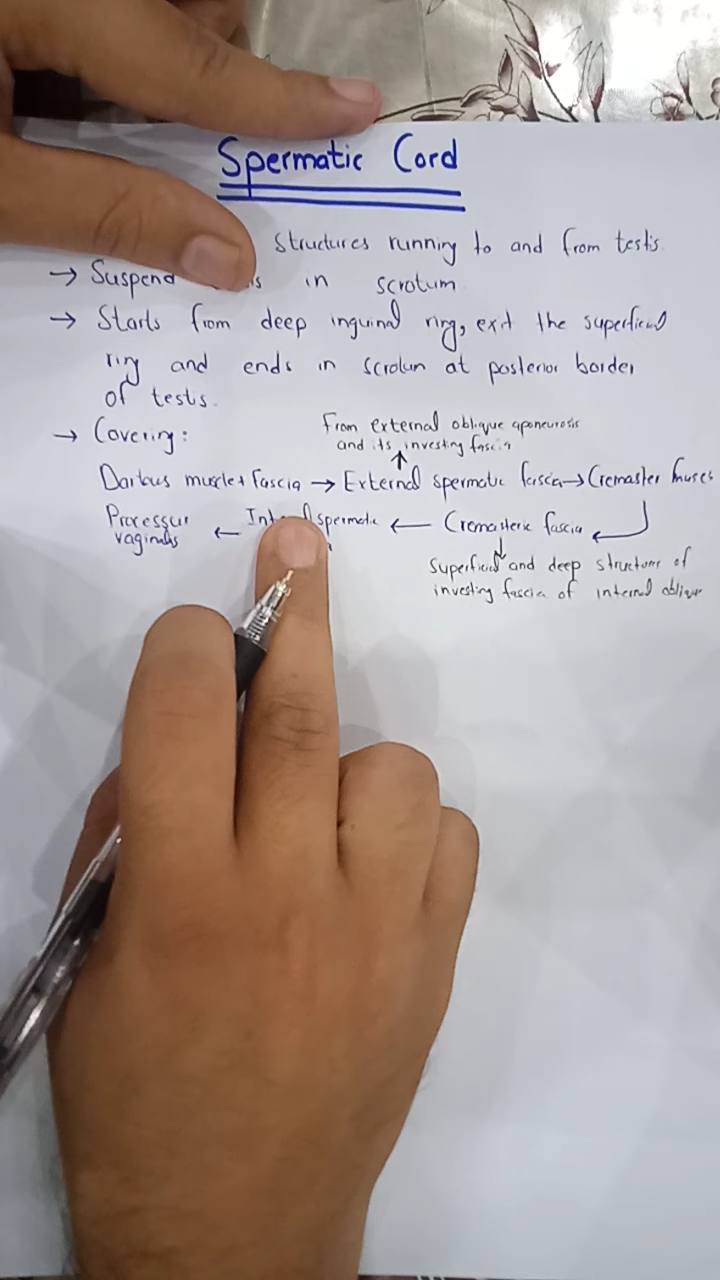 Spermatic Cord
Structures running to and from testis
→ Suspend is in scrotum
→ Starts from deep inguinal ring, exit the superficial
ring and ends in scrotum at posterior border
of testis.
→ Covering:
From external oblique aponeurosis
and its investing fascia
Dartous muscle + Fascia → External spermatic fascia → Cremaster muses
Processus vaginalis ← spermatic ← Cremasteric fascia
Superficial and deep structure of
investing fascia of internal oblique